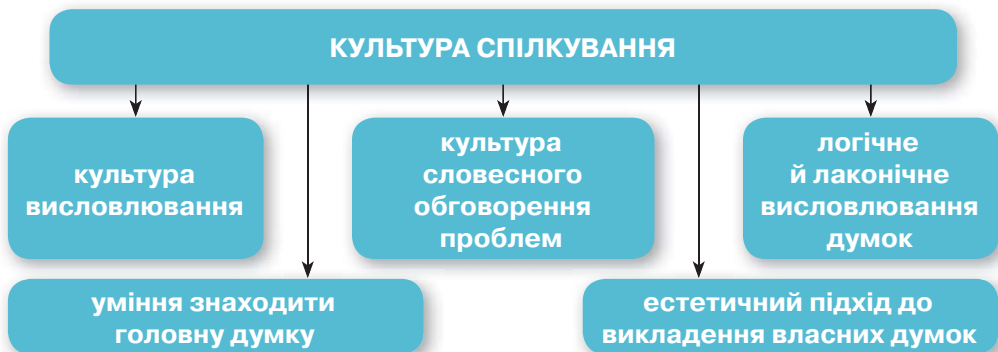 КУЛЬТУРА СПІЛКУВАННЯ
культура
висловлювання
культура
словесного
обговорення
проблем
логічне
й лаконічне
висловлювання
думок
уміння знаходити
головну думку
естетичний підхід до
викладення власних думок